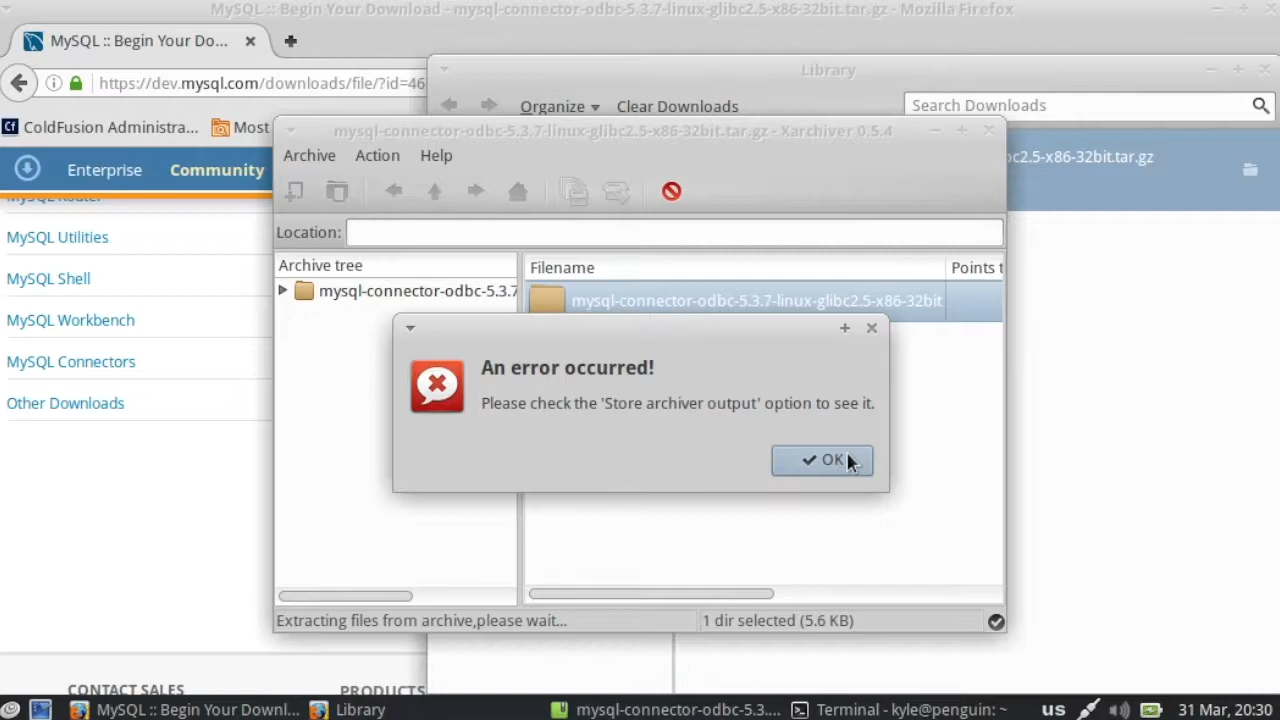 MySQL :: Begin Your Download - mysql-connector-odbc-5.3.7-linux-glibc2.5-x86-32bit.tar.gz - Mozilla Firefox
MySQL :: Begin Your Do...
https://dev.mysql.com/downloads/file/?id=46
Library
Organize
Clear Downloads
Search Downloads
ColdFusion Administra...
Most
mysql-connector-odbc-5.3.7-linux-glibc2.5-x86-32bit.tar.gz - Xarchiver 0.5.4
bc2.5-x86-32bit.tar.gz
Archive
Action
Help
Enterprise
Community
MySQL Router
MySQL Utilities
MySQL Shell
MySQL Workbench
MySQL Connectors
Other Downloads
Location:
Archive tree
mysql-connector-odbc-5.3.7
Filename
Points t
mysql-connector-odbc-5.3.7-linux-glibc2.5-x86-32bit
An error occurred!
Please check the 'Store archiver output' option to see it.
OK
Extracting files from archive,please wait...
1 dir selected (5.6 KB)
CONTACT SALES
PRODUCTS
MySQL :: Begin Your Downl...
Library
mysql-connector-odbc-5.3....
Terminal - kyle@penguin: ~
us
31 Mar, 20:30